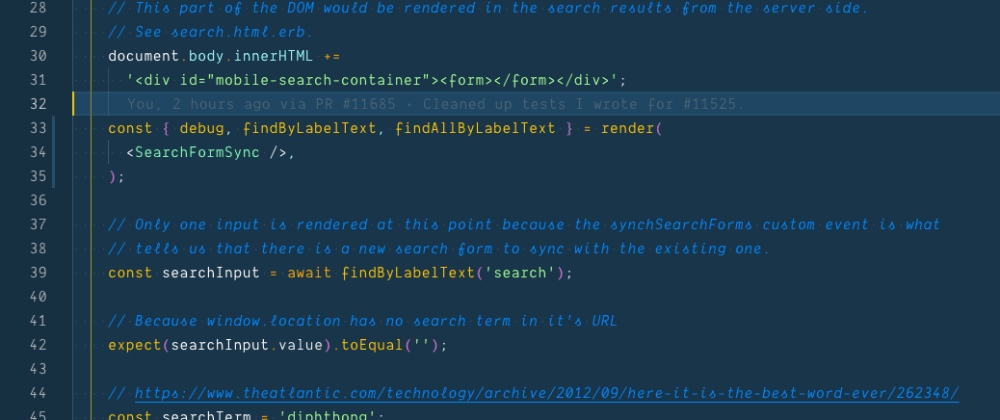 28 // This part of the DOM would be rendered in the search results from the server side.
29 // See search.html.erb.
30 document.body.innerHTML +=
31 '<div id="mobile-search-container"><form></form></div>';
32 You, 2 hours ago via PR #11685 · Cleaned up tests I wrote for #11525.
33 const { debug, findByLabelText, findAllByLabelText } = render(
34 <SearchFormSync />,
35 );
36
37 // Only one input is rendered at this point because the synchSearchForms custom event is what
38 // tells us that there is a new search form to sync with the existing one.
39 const searchInput = await findByLabelText('search');
40
41 // Because window.location has no search term in it's URL
42 expect(searchInput.value).toEqual('');
43
44 // https://www.theatlantic.com/technology/archive/2012/09/here-it-is-the-best-word-ever/262348/
45 const searchTerm = 'diphthong';